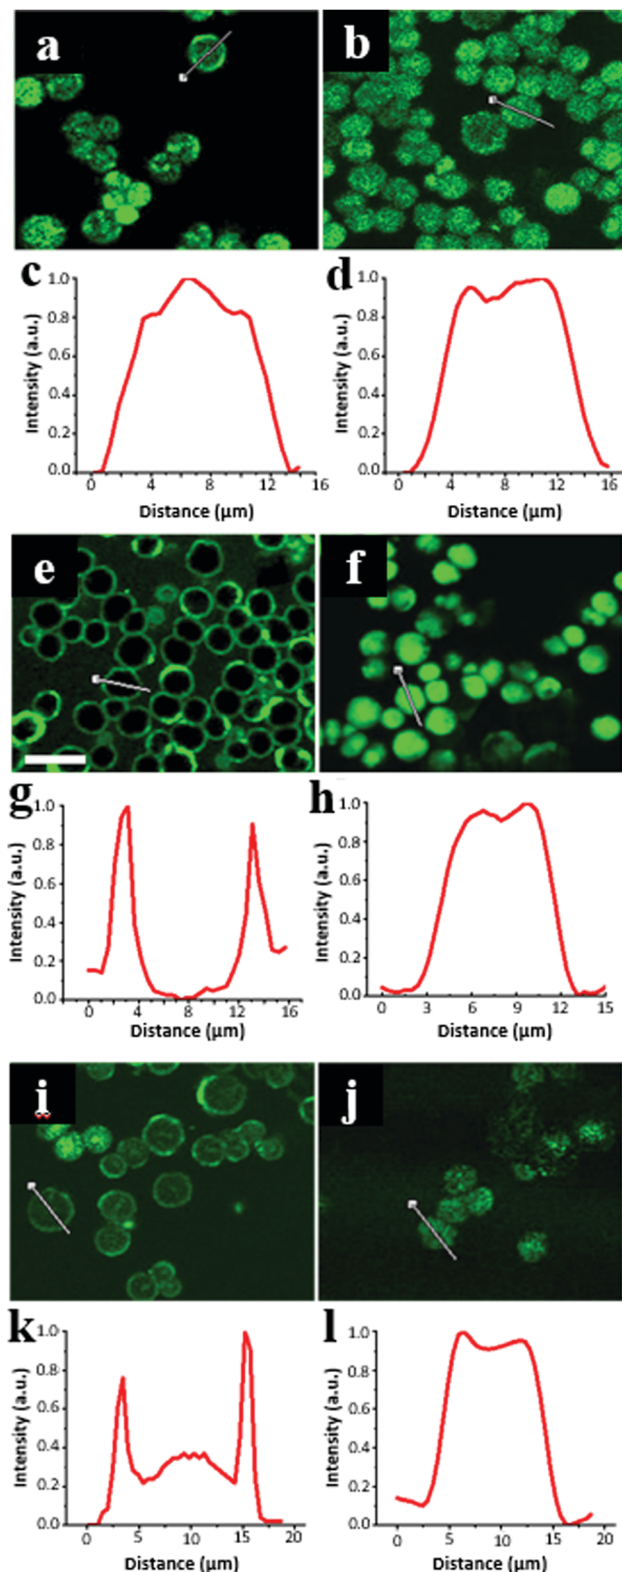 a b
c d
1.0 1.0
0.8 0.8
0.6 0.6
0.4 0.4
0.2 0.2
0.0 0.0
Intensity (a.u.) Intensity (a.u.)
0 4 8 12 16 0 4 8 12 16
Distance (μm) Distance (μm)
e f
g h
1.0 1.0
0.8 0.8
0.6 0.6
0.4 0.4
0.2 0.2
0.0 0.0
Intensity (a.u.) Intensity (a.u.)
0 4 8 12 16 0 3 6 9 12 15
Distance (μm) Distance (μm)
i j
k l
1.0 1.0
0.8 0.8
0.6 0.6
0.4 0.4
0.2 0.2
0.0 0.0
Intensity (a.u.) Intensity (a.u.)
0 5 10 15 20 0 5 10 15 20
Distance (μm) Distance (μm)